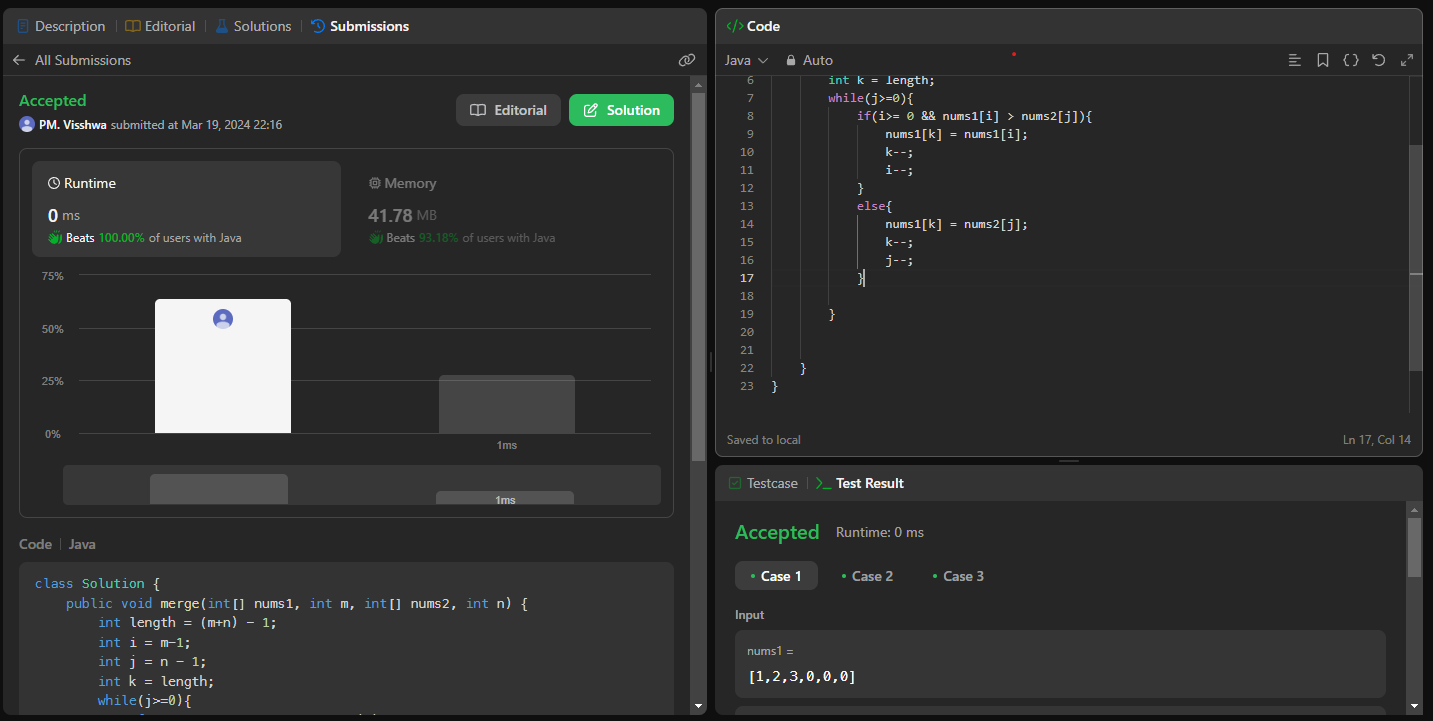 Description
Editorial
Solutions
Submissions
All Submissions
Accepted
PM. Visshwa submitted at Mar 19, 2024 22:16
Editorial
Solution
Runtime
0 ms
Beats 100.00% of users with Java
Memory
41.78 MB
Beats 93.18% of users with Java
75%
50%
25%
0%
1ms
1ms
Code
Java
class Solution {
    public void merge(int[] nums1, int m, int[] nums2, int n) {
        int length = (m+n) - 1;
        int i = m-1;
        int j = n - 1;
        int k = length;
        while(j>=0){
</> Code
Java
Auto
6         int k = length;
7         while(j>=0){
8             if(i>= 0 && nums1[i] > nums2[j]){
9                 nums1[k] = nums1[i];
10                 k--;
11                 i--;
12             }
13             else{
14                 nums1[k] = nums2[j];
15                 k--;
16                 j--;
17             }
18
19         }
20
21
22     }
23 }
Saved to local
Ln 17, Col 14
Testcase
>_ Test Result
Accepted
Runtime: 0 ms
• Case 1
• Case 2
• Case 3
Input
nums1 =
[1,2,3,0,0,0]